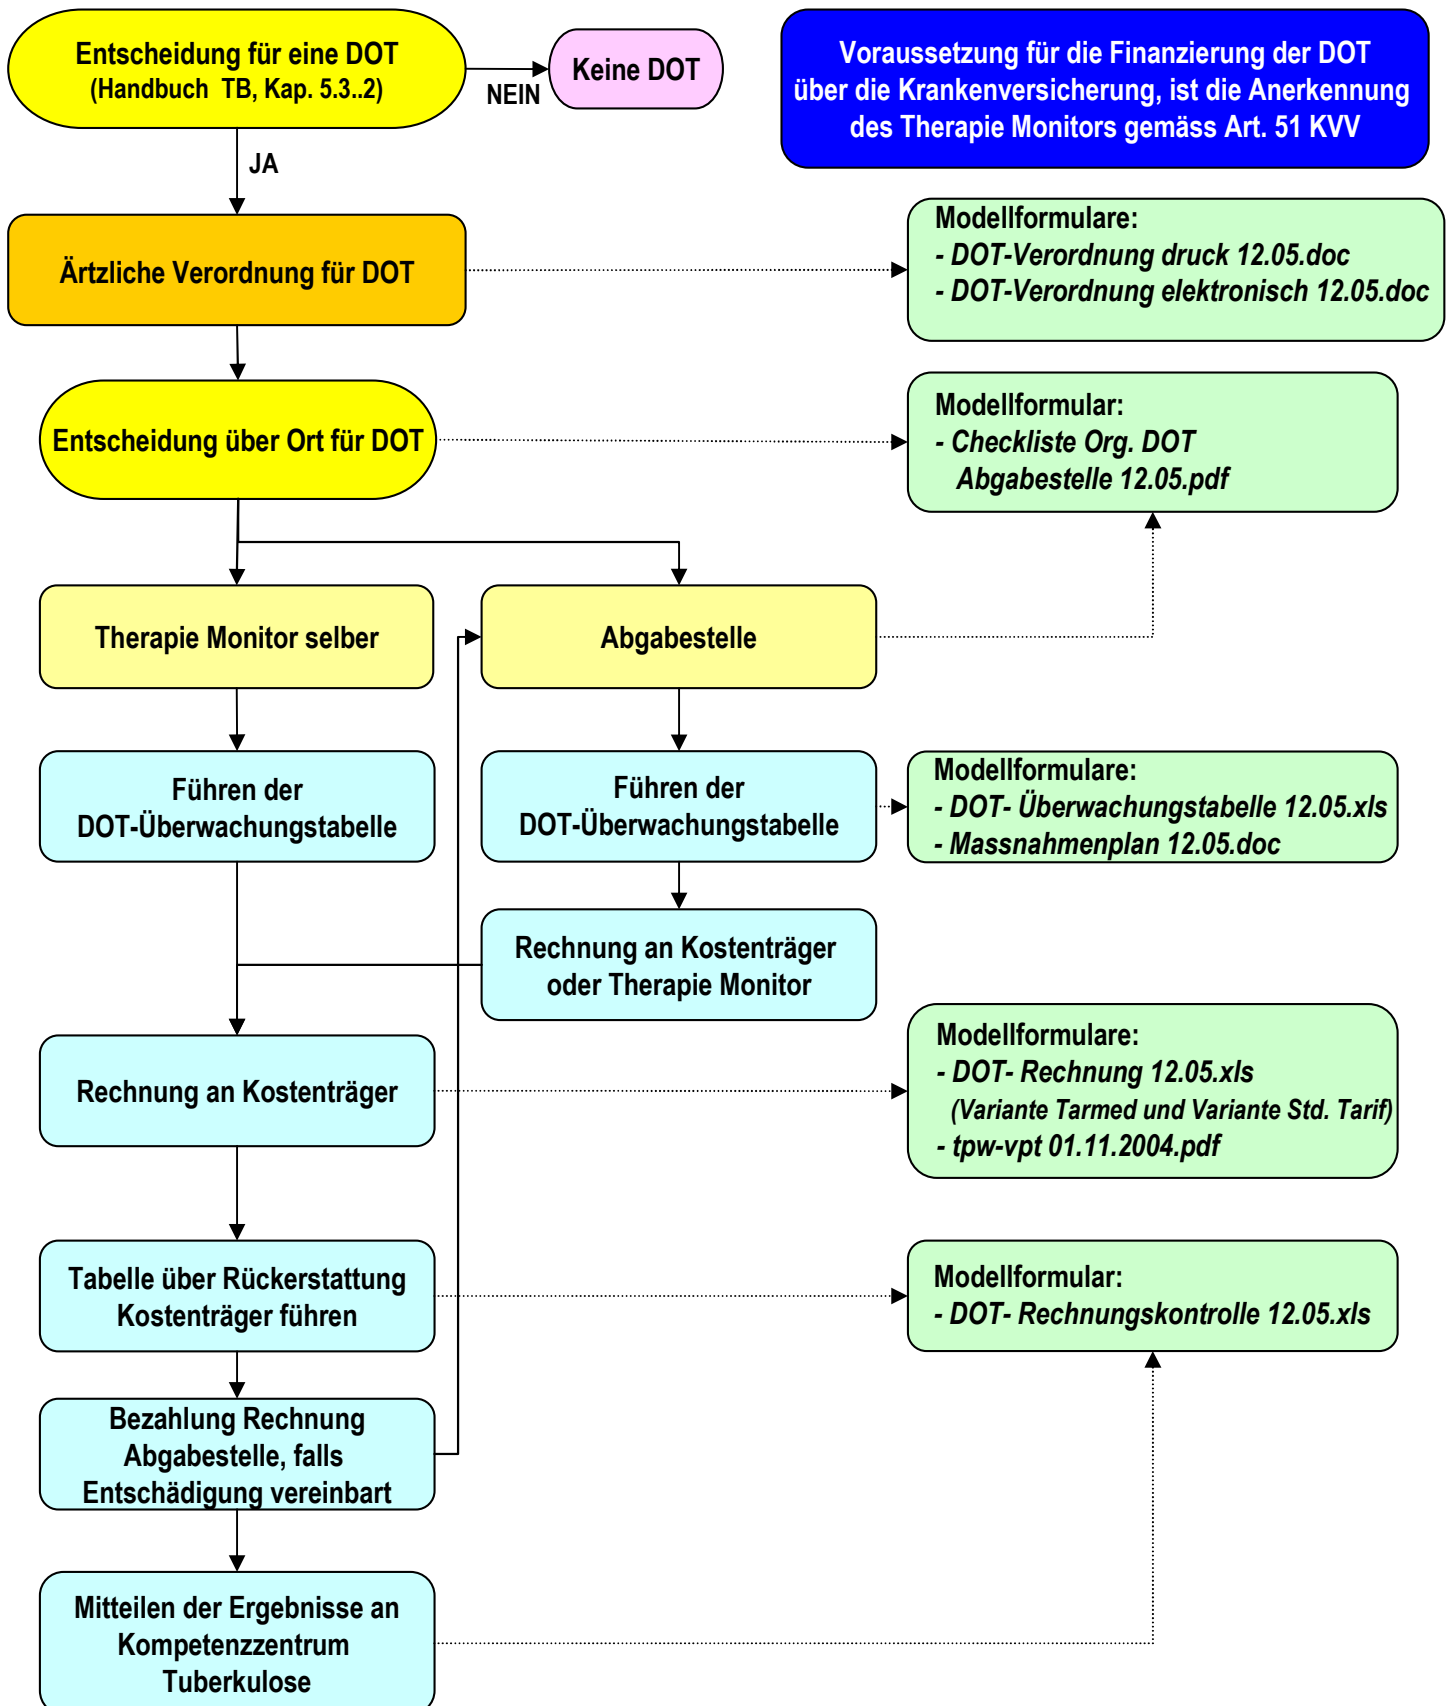 Entscheidung für eine DOT
(Handbuch TB, Kap. 5.3..2)
NEIN
Keine DOT
Voraussetzung für die Finanzierung der DOT
über die Krankenversicherung, ist die Anerkennung
des Therapie Monitors gemäss Art. 51 KVV
JA
Ärtzliche Verordnung für DOT
Modellformulare:
- DOT-Verordnung druck 12.05.doc
- DOT-Verordnung elektronisch 12.05.doc
Entscheidung über Ort für DOT
Modellformular:
- Checkliste Org. DOT
Abgabestelle 12.05.pdf
Therapie Monitor selber
Abgabestelle
Führen der
DOT-Überwachungstabelle
Führen der
DOT-Überwachungstabelle
Modellformulare:
- DOT- Überwachungstabelle 12.05.xls
- Massnahmenplan 12.05.doc
Rechnung an Kostenträger
oder Therapie Monitor
Rechnung an Kostenträger
Modellformulare:
- DOT- Rechnung 12.05.xls
(Variante Tarmed und Variante Std. Tarif)
- tpw-vpt 01.11.2004.pdf
Tabelle über Rückerstattung
Kostenträger führen
Modellformular:
- DOT- Rechnungskontrolle 12.05.xls
Bezahlung Rechnung
Abgabestelle, falls
Entschädigung vereinbart
Mitteilen der Ergebnisse an
Kompetenzzentrum
Tuberkulose